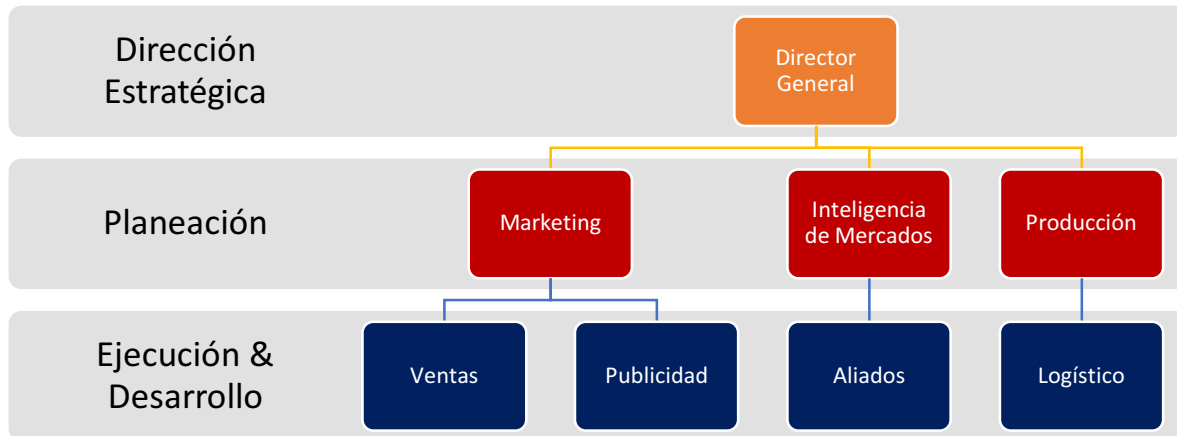 Dirección
Estratégica
Director
General
Planeación
Marketing
Inteligencia
de Mercados
Producción
Ejecución &
Desarrollo
Ventas
Publicidad
Aliados
Logístico